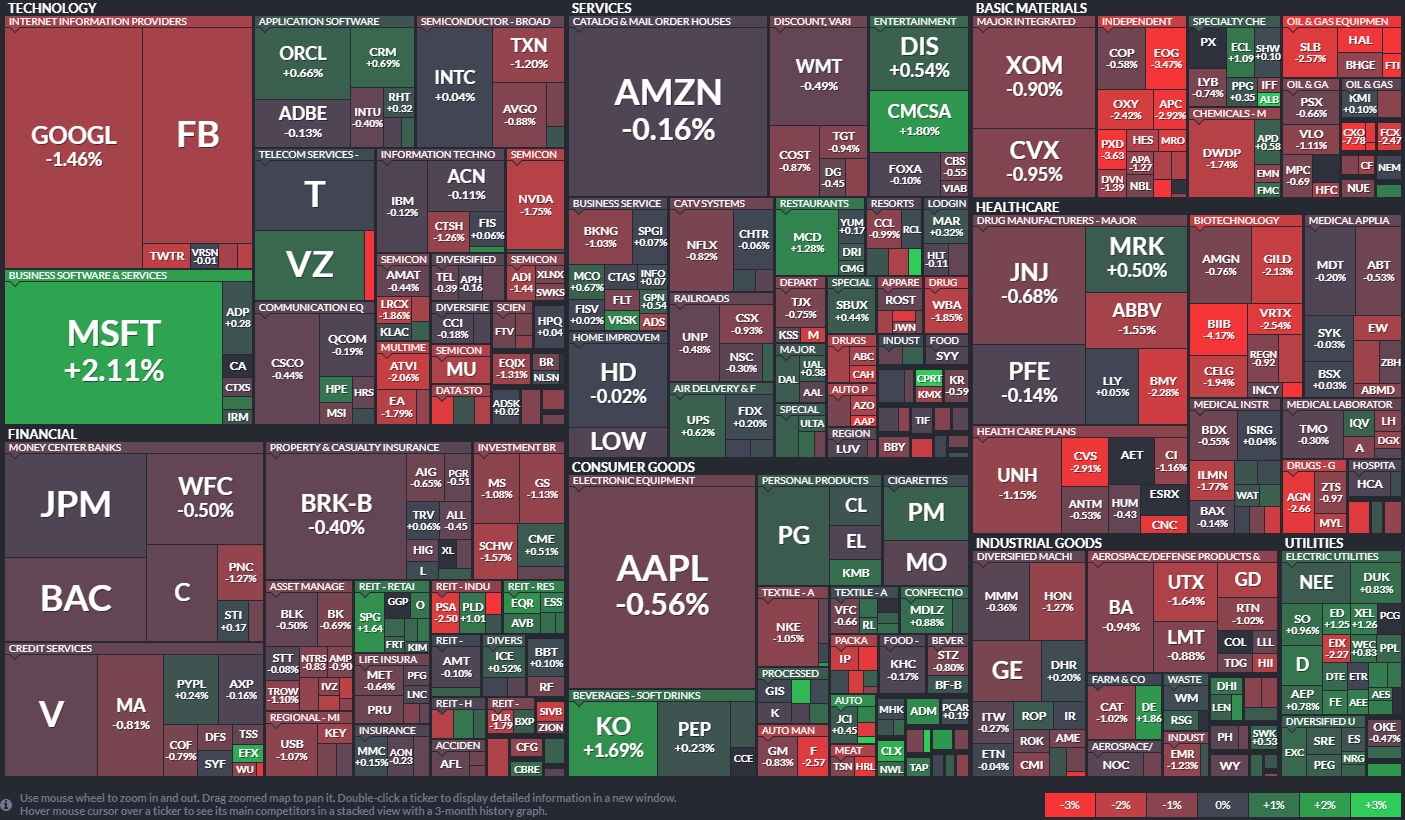 TECHNOLOGY
INTERNET INFORMATION PROVIDERS
GOOGL
-1.46%
FB
TWTR
VRSN
-0.01
BUSINESS SOFTWARE & SERVICES
MSFT
+2.11%
ADP
+0.28
CA
CTXS
IRM
APPLICATION SOFTWARE
ORCL
+0.66%
CRM
+0.69%
ADBE
-0.13%
INTU
-0.40%
RHT
+0.32
SEMICONDUCTOR - BROAD
INTC
+0.04%
TXN
-1.20%
AVGO
-0.88%
TELECOM SERVICES -
T
VZ
INFORMATION TECHNO
IBM
-0.12%
ACN
-0.11%
CTSH
-1.26%
FIS
+0.06%
SEMICON
NVDA
-1.75%
COMMUNICATION EQ
CSCO
-0.44%
QCOM
-0.19%
HPE
HRS
MSI
SEMICON
AMAT
-0.44%
LRCX
-1.86%
KLAC
DIVERSIFIED
TEL
-0.39
APH
-0.16
SEMICON
ADI
-1.44
XLNX
SWKS
DIVERSIFIE
CCI
-0.18%
SCIEN
FTV
HPQ
+0.04
MULTIME
ATVI
-2.06%
EA
-1.79%
SEMICON
MU
EQIX
-1.31%
BR
NLSN
DATA STO
ADSK
+0.02
FINANCIAL
MONEY CENTER BANKS
JPM
WFC
-0.50%
BAC
C
PNC
-1.27%
STI
+0.17
CREDIT SERVICES
V
MA
-0.81%
PYPL
+0.24%
AXP
-0.16%
COF
-0.79%
DFS
TSS
SYF
EFX
WU
PROPERTY & CASUALTY INSURANCE
BRK-B
-0.40%
AIG
-0.65%
PGR
-0.51
TRV
+0.06%
ALL
-0.45
HIG
XL
L
INVESTMENT BR
MS
-1.08%
GS
-1.13%
SCHW
-1.57%
CME
+0.51%
ASSET MANAGE
BLK
-0.50%
BK
-0.69%
STT
-0.08%
NTRS
-0.83
AMP
-0.90
TROW
-1.10%
IVZ
REIT - RETAI
SPG
+1.64
GGP
O
FRT
KIM
REIT - INDU
PSA
-2.50
PLD
+1.01
REIT - RES
EQR
ESS
AVB
LIFE INSURA
MET
-0.64%
PFG
LNC
PRU
REIT -
AMT
-0.10%
DIVERS
ICE
+0.52%
BBT
+0.10%
RF
REGIONAL - MI
USB
-1.07%
KEY
INSURANCE
MMC
+0.15%
AON
-0.23
REIT - H
REIT -
DLR
-1.79
BXP
SIVB
ZION
ACCIDEN
AFL
CFG
CBRE
SERVICES
CATALOG & MAIL ORDER HOUSES
AMZN
-0.16%
DISCOUNT, VARI
WMT
-0.49%
COST
-0.87%
TGT
-0.94%
DG
-0.45
ENTERTAINMENT
DIS
+0.54%
CMCSA
+1.80%
FOXA
-0.10%
CBS
-0.55
VIAB
BUSINESS SERVICE
BKNG
-1.03%
SPGI
+0.07%
MCO
+0.67%
CTAS
INFO
+0.07
FISV
+0.02%
FLT
GPN
+0.54
VRSK
ADS
CATV SYSTEMS
NFLX
-0.82%
CHTR
-0.06%
RESTAURANTS
MCD
+1.28%
YUM
+0.17
DRI
CMG
RESORTS
CCL
-0.99%
RCL
LODGIN
MAR
+0.32%
HLT
-0.11
RAILROADS
UNP
-0.48%
CSX
-0.93%
NSC
-0.30%
DEPART
TJX
-0.75%
KSS
M
SPECIAL
SBUX
+0.44%
APPARE
ROST
JWN
DRUG
WBA
-1.85%
HOME IMPROVEM
HD
-0.02%
LOW
MAJOR
DAL
UAL
+0.38
AAL
DRUGS
ABC
CAH
INDUST
FOOD
SYY
CPRT
KMX
KR
-0.59
AIR DELIVERY & F
UPS
+0.62%
FDX
+0.20%
SPECIAL
ULTA
AUTO P
AZO
AAP
TIF
REGION
LUV
BBY
CONSUMER GOODS
ELECTRONIC EQUIPMENT
AAPL
-0.56%
PERSONAL PRODUCTS
PG
CL
EL
KMB
CIGARETTES
PM
MO
TEXTILE - A
NKE
-1.05%
TEXTILE - A
VFC
-0.66
RL
CONFECTIO
MDLZ
+0.88%
PACKA
IP
FOOD -
KHC
-0.17%
BEVER
STZ
-0.80%
BF-B
PROCESSED
GIS
K
BEVERAGES - SOFT DRINKS
KO
+1.69%
PEP
+0.23%
CCE
AUTO
JCI
+0.45
MHK
ADM
PCAR
+0.19
AUTO MAN
GM
-0.83%
F
-2.57
MEAT
TSN
HRL
CLX
NWL
TAP
BASIC MATERIALS
MAJOR INTEGRATED
XOM
-0.90%
CVX
-0.95%
INDEPENDENT
COP
-0.58%
EOG
-3.47%
OXY
-2.42%
APC
-2.92%
PXD
-3.63
HES
MRO
APA
-1.27
DVN
-1.39
NBL
SPECIALTY CHE
PX
ECL
+1.09
SHW
+0.10
LYB
-0.74%
PPG
+0.35
IFF
ALB
CHEMICALS - M
DWDP
-1.74%
APD
+0.58
EMN
FMC
OIL & GAS EQUIPMEN
SLB
-2.57%
HAL
BHGE
FTI
OIL & GA
PSX
-0.66%
VLO
-1.11%
MPC
-0.69
HFC
OIL & GAS
KMI
+0.10%
CXO
-7.78
FCX
-2.47
CF
NEM
NUE
HEALTHCARE
DRUG MANUFACTURERS - MAJOR
JNJ
-0.68%
MRK
+0.50%
ABBV
-1.55%
PFE
-0.14%
LLY
+0.05%
BMY
-2.28%
BIOTECHNOLOGY
AMGN
-0.76%
GILD
-2.13%
BIIB
-4.17%
VRTX
-2.54%
REGN
-0.92
CELG
-1.94%
INCY
MEDICAL APPLIA
MDT
-0.20%
ABT
-0.53%
SYK
-0.03%
EW
BSX
+0.03%
ZBH
ABMD
HEALTH CARE PLANS
UNH
-1.15%
CVS
-2.91%
AET
CI
-1.16%
ANTM
-0.53%
HUM
-0.43
ESRX
CNC
MEDICAL INSTR
BDX
-0.55%
ISRG
+0.04%
ILMN
-1.77%
WAT
BAX
-0.14%
MEDICAL LABORATOR
TMO
-0.30%
IQV
LH
A
DGX
DRUGS - G
AGN
-2.66
ZTS
-0.97
MYL
HOSPITA
HCA
INDUSTRIAL GOODS
DIVERSIFIED MACHI
MMM
-0.36%
HON
-1.27%
GE
DHR
+0.20%
ITW
-0.27%
ROP
IR
ETN
-0.04%
ROK
AME
CMI
AEROSPACE/DEFENSE PRODUCTS &
BA
-0.94%
UTX
-1.64%
GD
LMT
-0.88%
RTN
-1.02%
COL
LLL
TDG
HII
FARM & CO
CAT
-1.02%
DE
+1.86
WASTE
WM
RSG
DHI
LEN
AEROSPACE/
NOC
INDUST
EMR
-1.23%
PH
SWK
+0.53
WY
UTILITIES
ELECTRIC UTILITIES
NEE
DUK
+0.83%
SO
+0.96%
ED
+1.25
XEL
+1.26
PCG
D
EIX
-2.27
WEC
+0.83
PPL
DTE
ETR
AEP
+0.78%
FE
AEE
AES
DIVERSIFIED U
EXC
SRE
ES
PEG
NRG
OKE
-0.47%
Use mouse wheel to zoom in and out. Drag zoomed map to pan it. Double-click a ticker to display detailed information in a new window.
Hover mouse cursor over a ticker to see its main competitors in a stacked view with a 3-month history graph.
-3%
-2%
-1%
0%
+1%
+2%
+3%